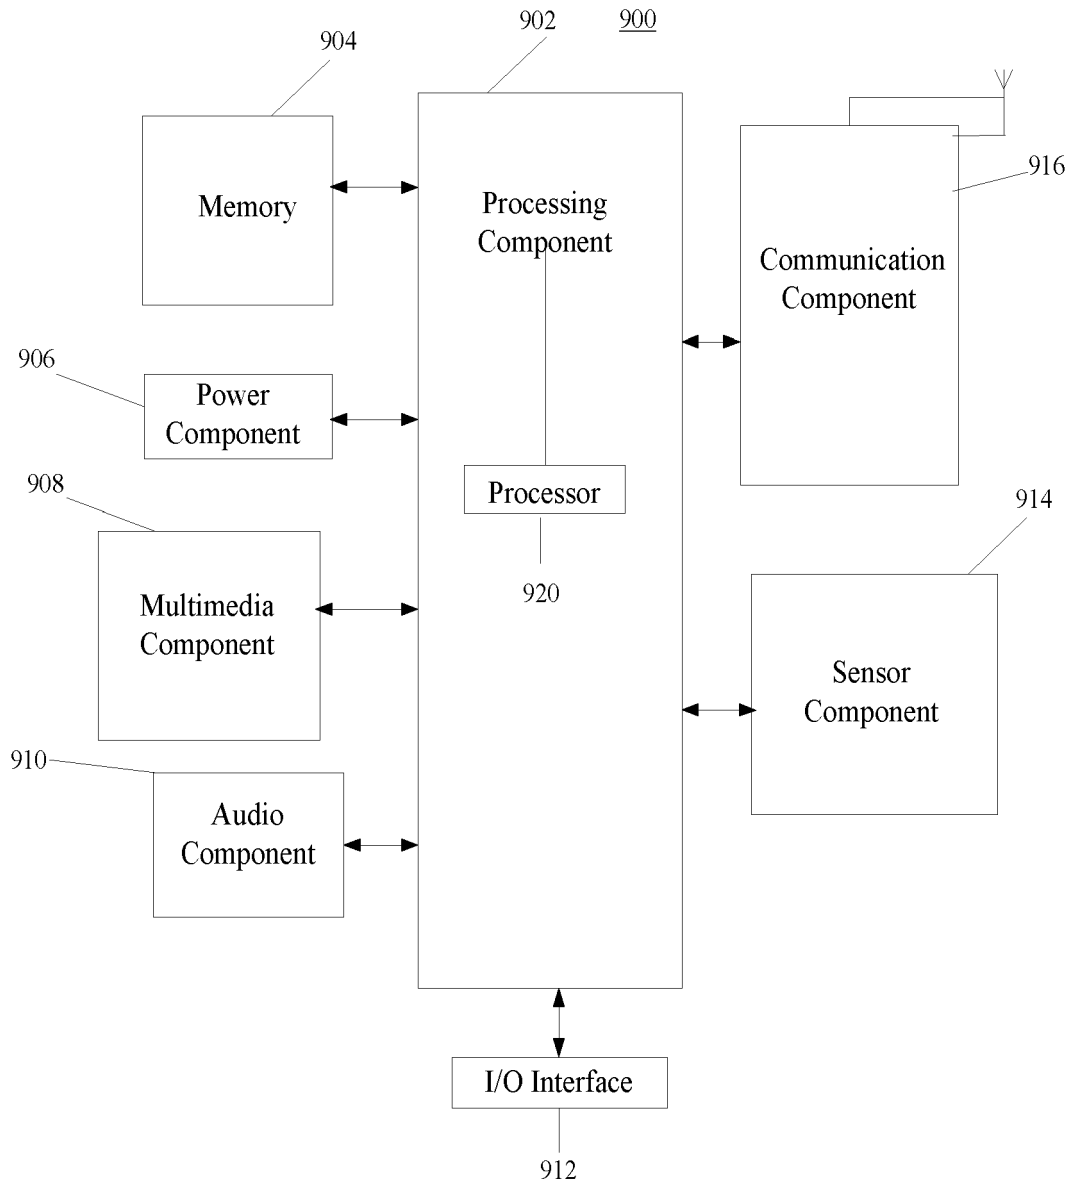 902
900
904
Memory
Processing
Component
916
Communication
Component
906
Power
Component
908
Processor
914
920
Multimedia
Component
Sensor
Component
910
Audio
Component
I/O Interface
912